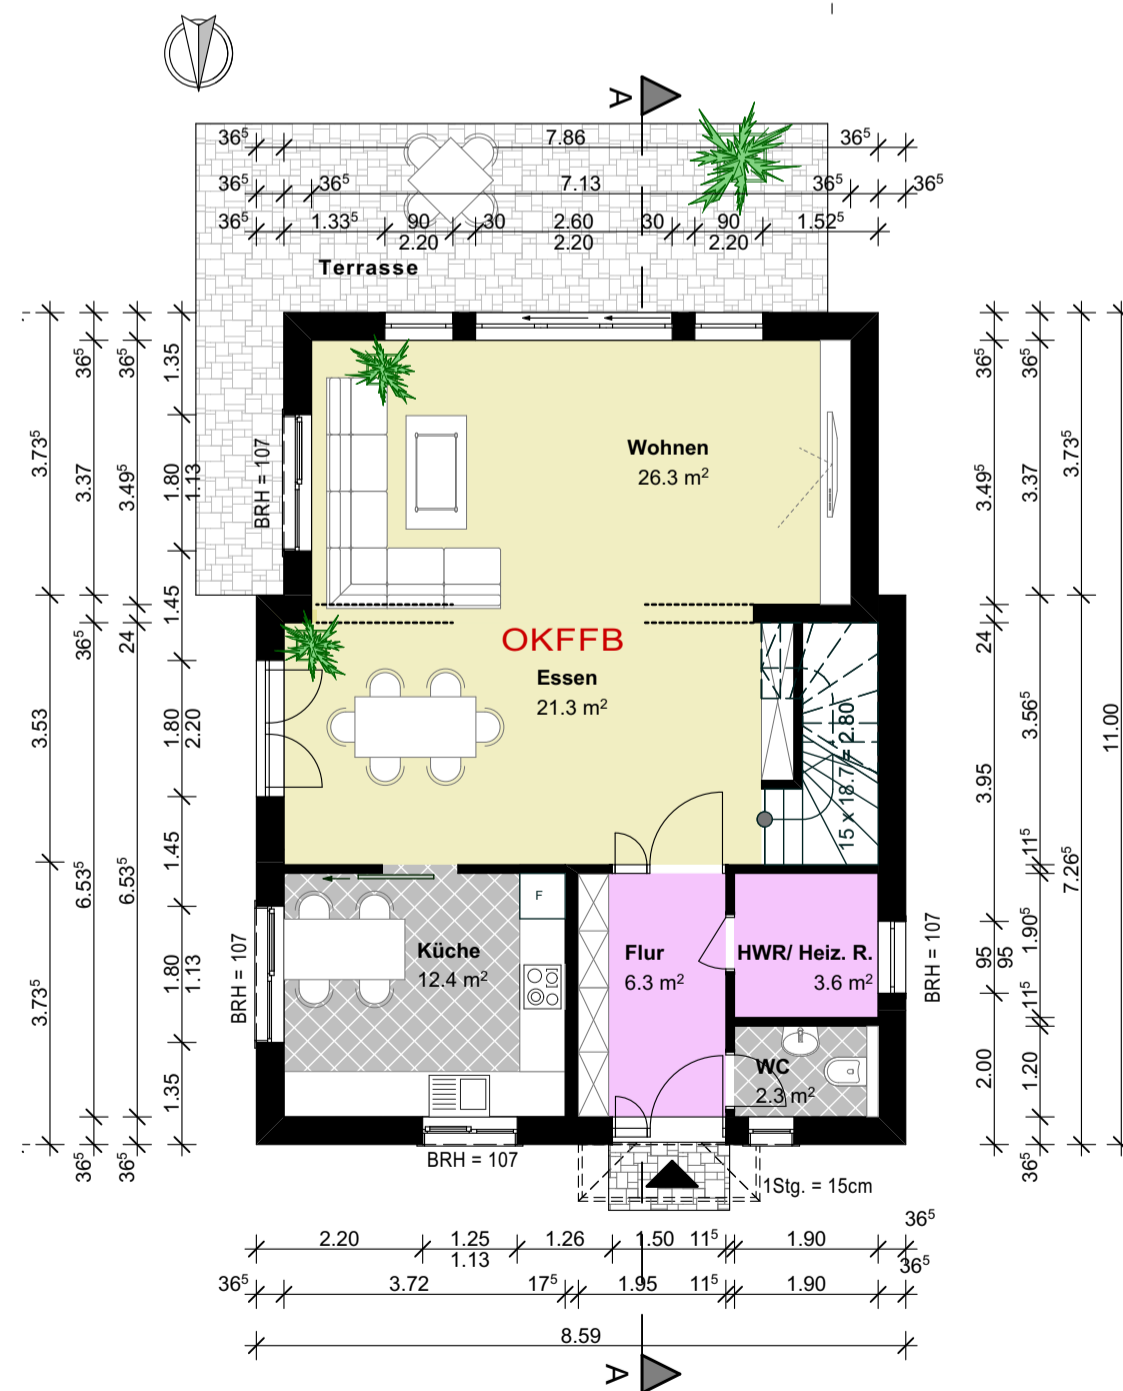 A
36⁵ 7.86 36⁵
36⁵ 36⁵ 7.13 36⁵ 36⁵
36⁵ 1.33⁵ 90 30 2.60 30 90 1.52⁵
2.20 2.20 2.20
Terrasse
3.73⁵
3.53
3.73⁵
36⁵
3.37
36⁵
6.53⁵
36⁵
36⁵
3.49⁵
24
6.53⁵
36⁵
1.35
1.80
1.13
1.45
1.80
2.20
1.45
1.80
1.13
1.35
BRH = 107
Wohnen
26.3 m²
OKFFB
Essen
21.3 m²
15 x 18.7 = 2.80
F
Küche
12.4 m²
Flur
6.3 m²
HWR/ Heiz. R.
3.6 m²
WC
2.3 m²
BRH = 107
BRH = 107
BRH = 107
1Stg. = 15cm
36⁵
3.49⁵
24
3.95
95
95
2.00
36⁵
3.37
3.56⁵
11⁵
1.90⁵
11⁵
1.20
36⁵
3.73⁵
7.26⁵
11.00
2.20 1.25 1.26 1.50 11⁵ 1.90 36⁵
1.13
36⁵ 3.72 17⁵ 1.95 11⁵ 1.90 36⁵
8.59
A